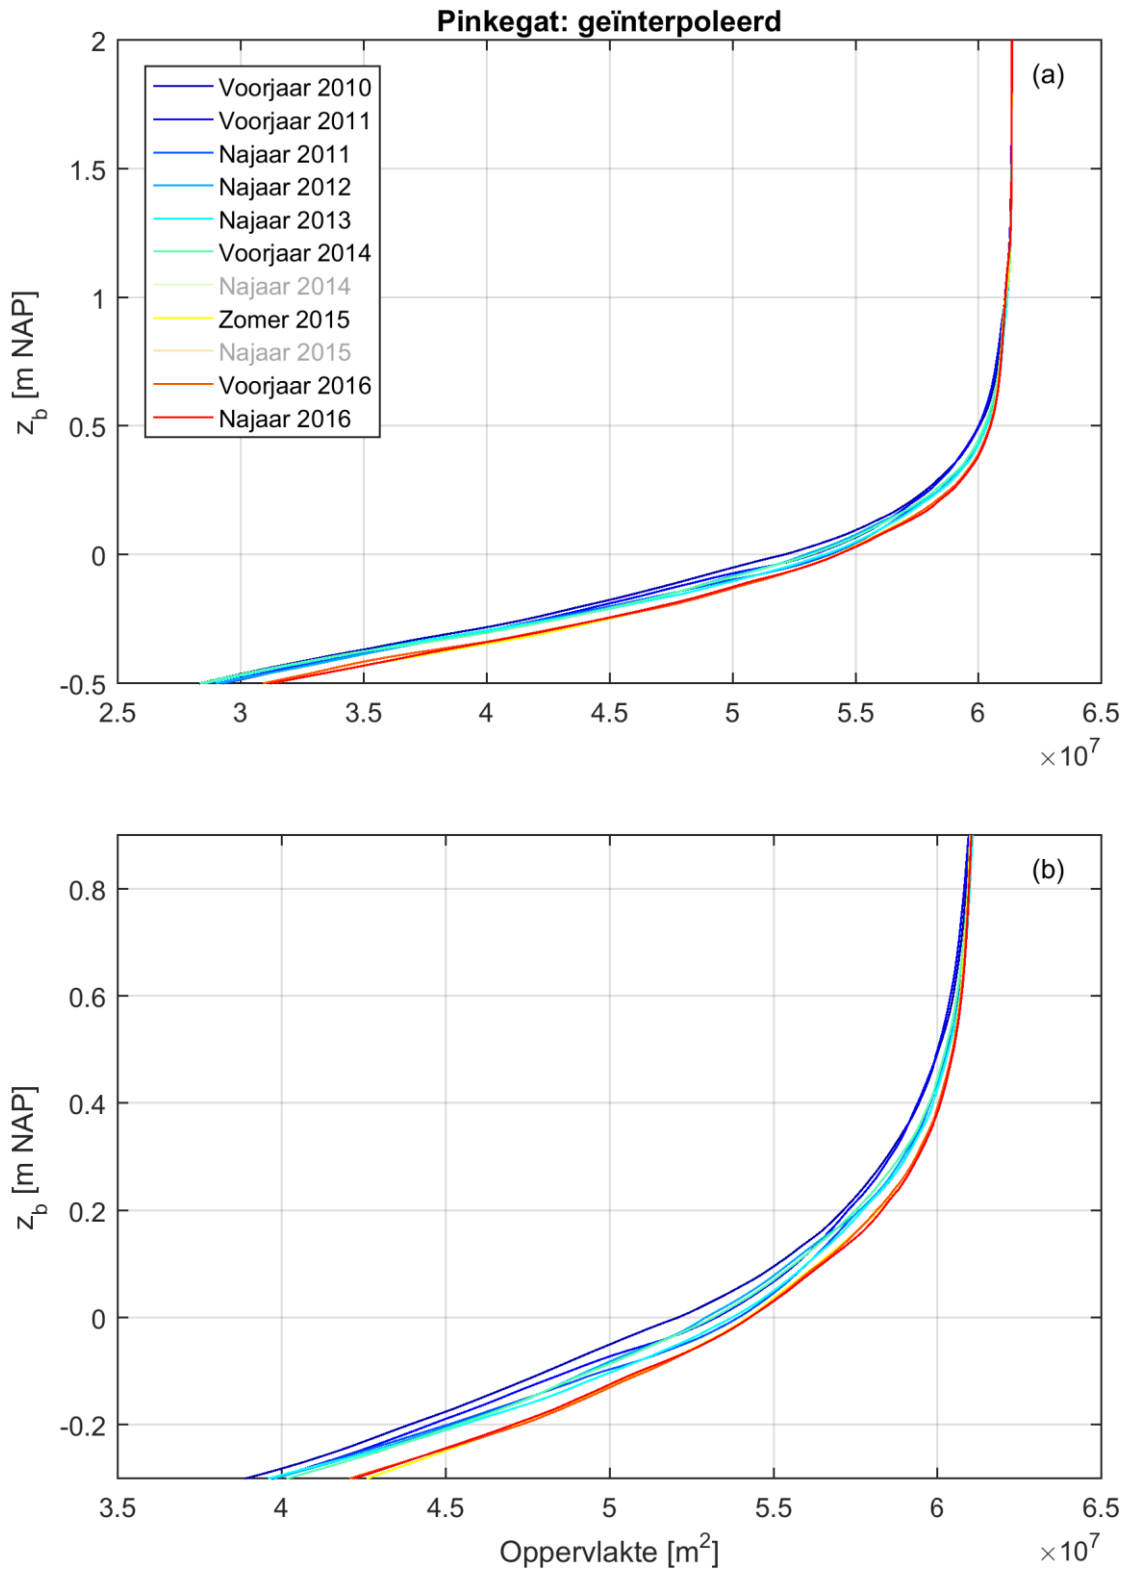 Pinkegat: geïnterpoleerd
(a)
Voorjaar 2010
Voorjaar 2011
Najaar 2011
Najaar 2012
Najaar 2013
Voorjaar 2014
Najaar 2014
Zomer 2015
Najaar 2015
Voorjaar 2016
Najaar 2016
2
1.5
1
0.5
0
-0.5
z_b [m NAP]
2.5 3 3.5 4 4.5 5 5.5 6 6.5
×10^7
(b)
0.8
0.6
0.4
0.2
0
-0.2
z_b [m NAP]
3.5 4 4.5 5 5.5 6 6.5
Oppervlakte [m²]
×10^7